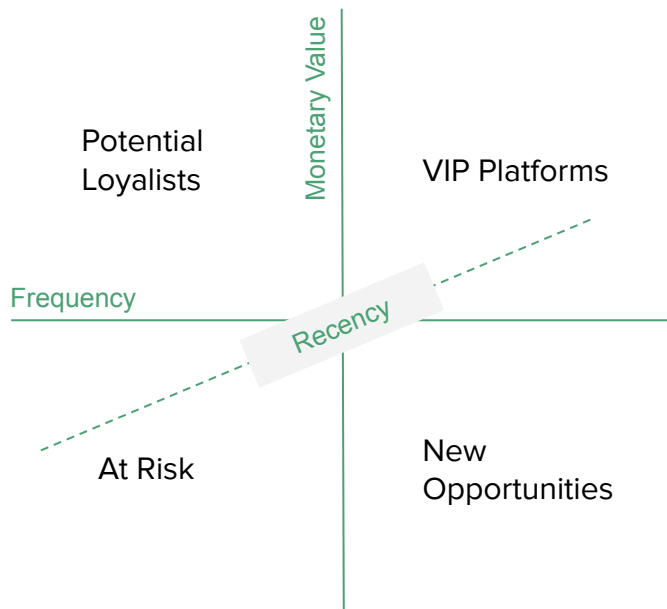 Monetary Value
Potential
Loyalists
VIP Platforms
Frequency
Recency
At Risk
New
Opportunities